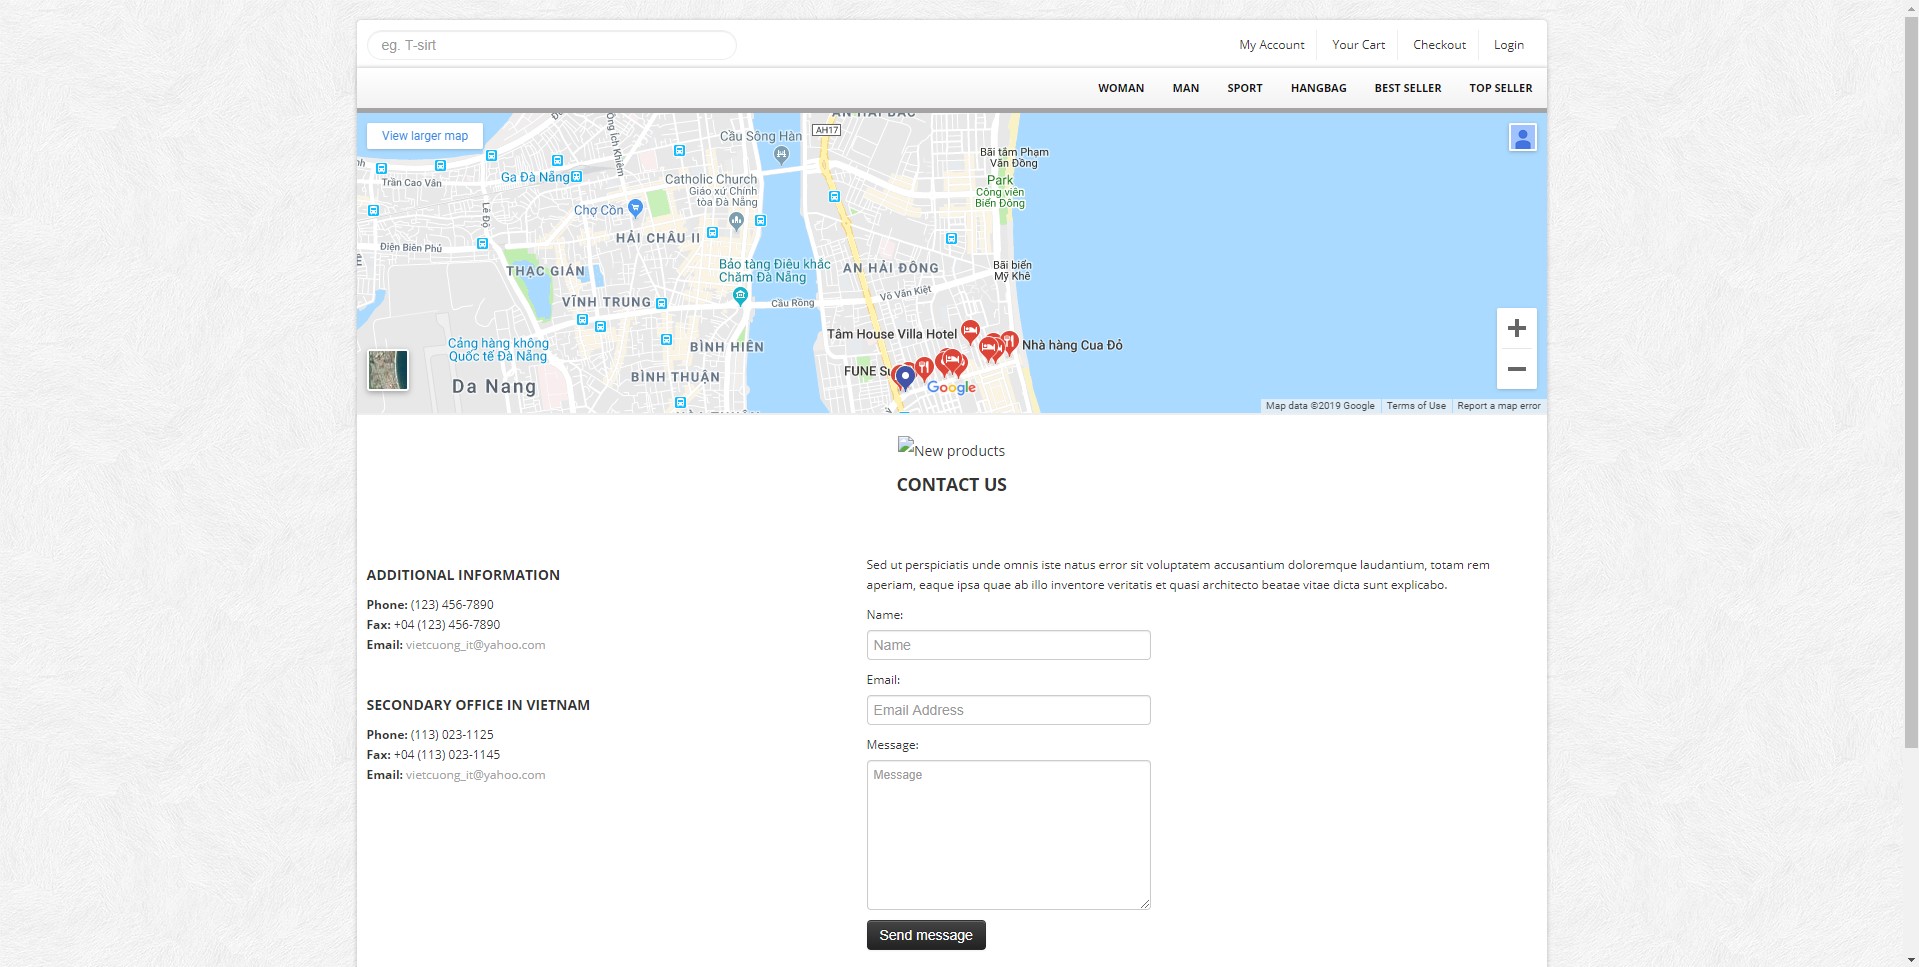 eg. T-sirt
My Account
Your Cart
Checkout
Login
WOMAN
MAN
SPORT
HANGBAG
BEST SELLER
TOP SELLER
View larger map
AH17
Cầu Sông Hàn
Ông Ích Khiêm
Bãi tắm Phạm
Văn Đồng
Trần Cao Vân
Ga Đà Nẵng
Catholic Church
Giáo xứ Chính
tòa Đà Nẵng
Park
Công viên
Biển Đông
Lê Độ
Chợ Cồn
HẢI CHÂU II
Điện Biên Phủ
THẠC GIÁN
Bảo tàng Điêu khắc
Chăm Đà Nẵng
AN HẢI ĐÔNG
Bãi biển
Mỹ Khê
VĨNH TRUNG
Cầu Rồng
Võ Văn Kiệt
Tâm House Villa Hotel
Nhà hàng Cua Đỏ
Cảng hàng không
Quốc tế Đà Nẵng
BÌNH HIÊN
BÌNH THUẬN
FUNE Su
Da Nang
Google
Map data ©2019 Google
Terms of Use
Report a map error
New products
CONTACT US
ADDITIONAL INFORMATION
Phone: (123) 456-7890
Fax: +04 (123) 456-7890
Email: vietcuong_it@yahoo.com
SECONDARY OFFICE IN VIETNAM
Phone: (113) 023-1125
Fax: +04 (113) 023-1145
Email: vietcuong_it@yahoo.com
Sed ut perspiciatis unde omnis iste natus error sit voluptatem accusantium doloremque laudantium, totam rem
aperiam, eaque ipsa quae ab illo inventore veritatis et quasi architecto beatae vitae dicta sunt explicabo.
Name:
Name
Email:
Email Address
Message:
Message
Send message